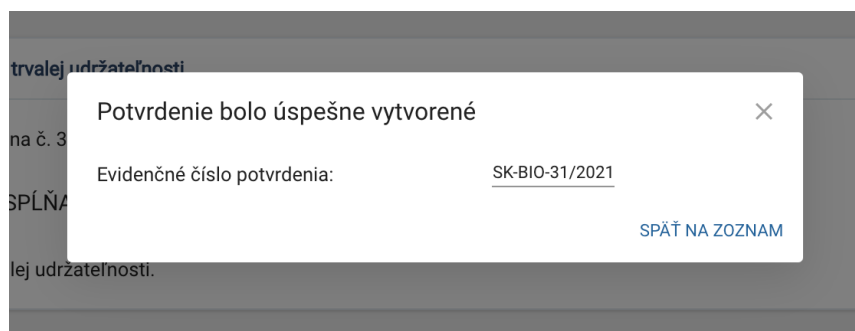 trvalej udržateľnosti
Potvrdenie bolo úspešne vytvorené
na č. 3
Evidenčné číslo potvrdenia: SK-BIO-31/2021
SPĹŇA
SPÄŤ NA ZOZNAM
lej udržateľnosti.